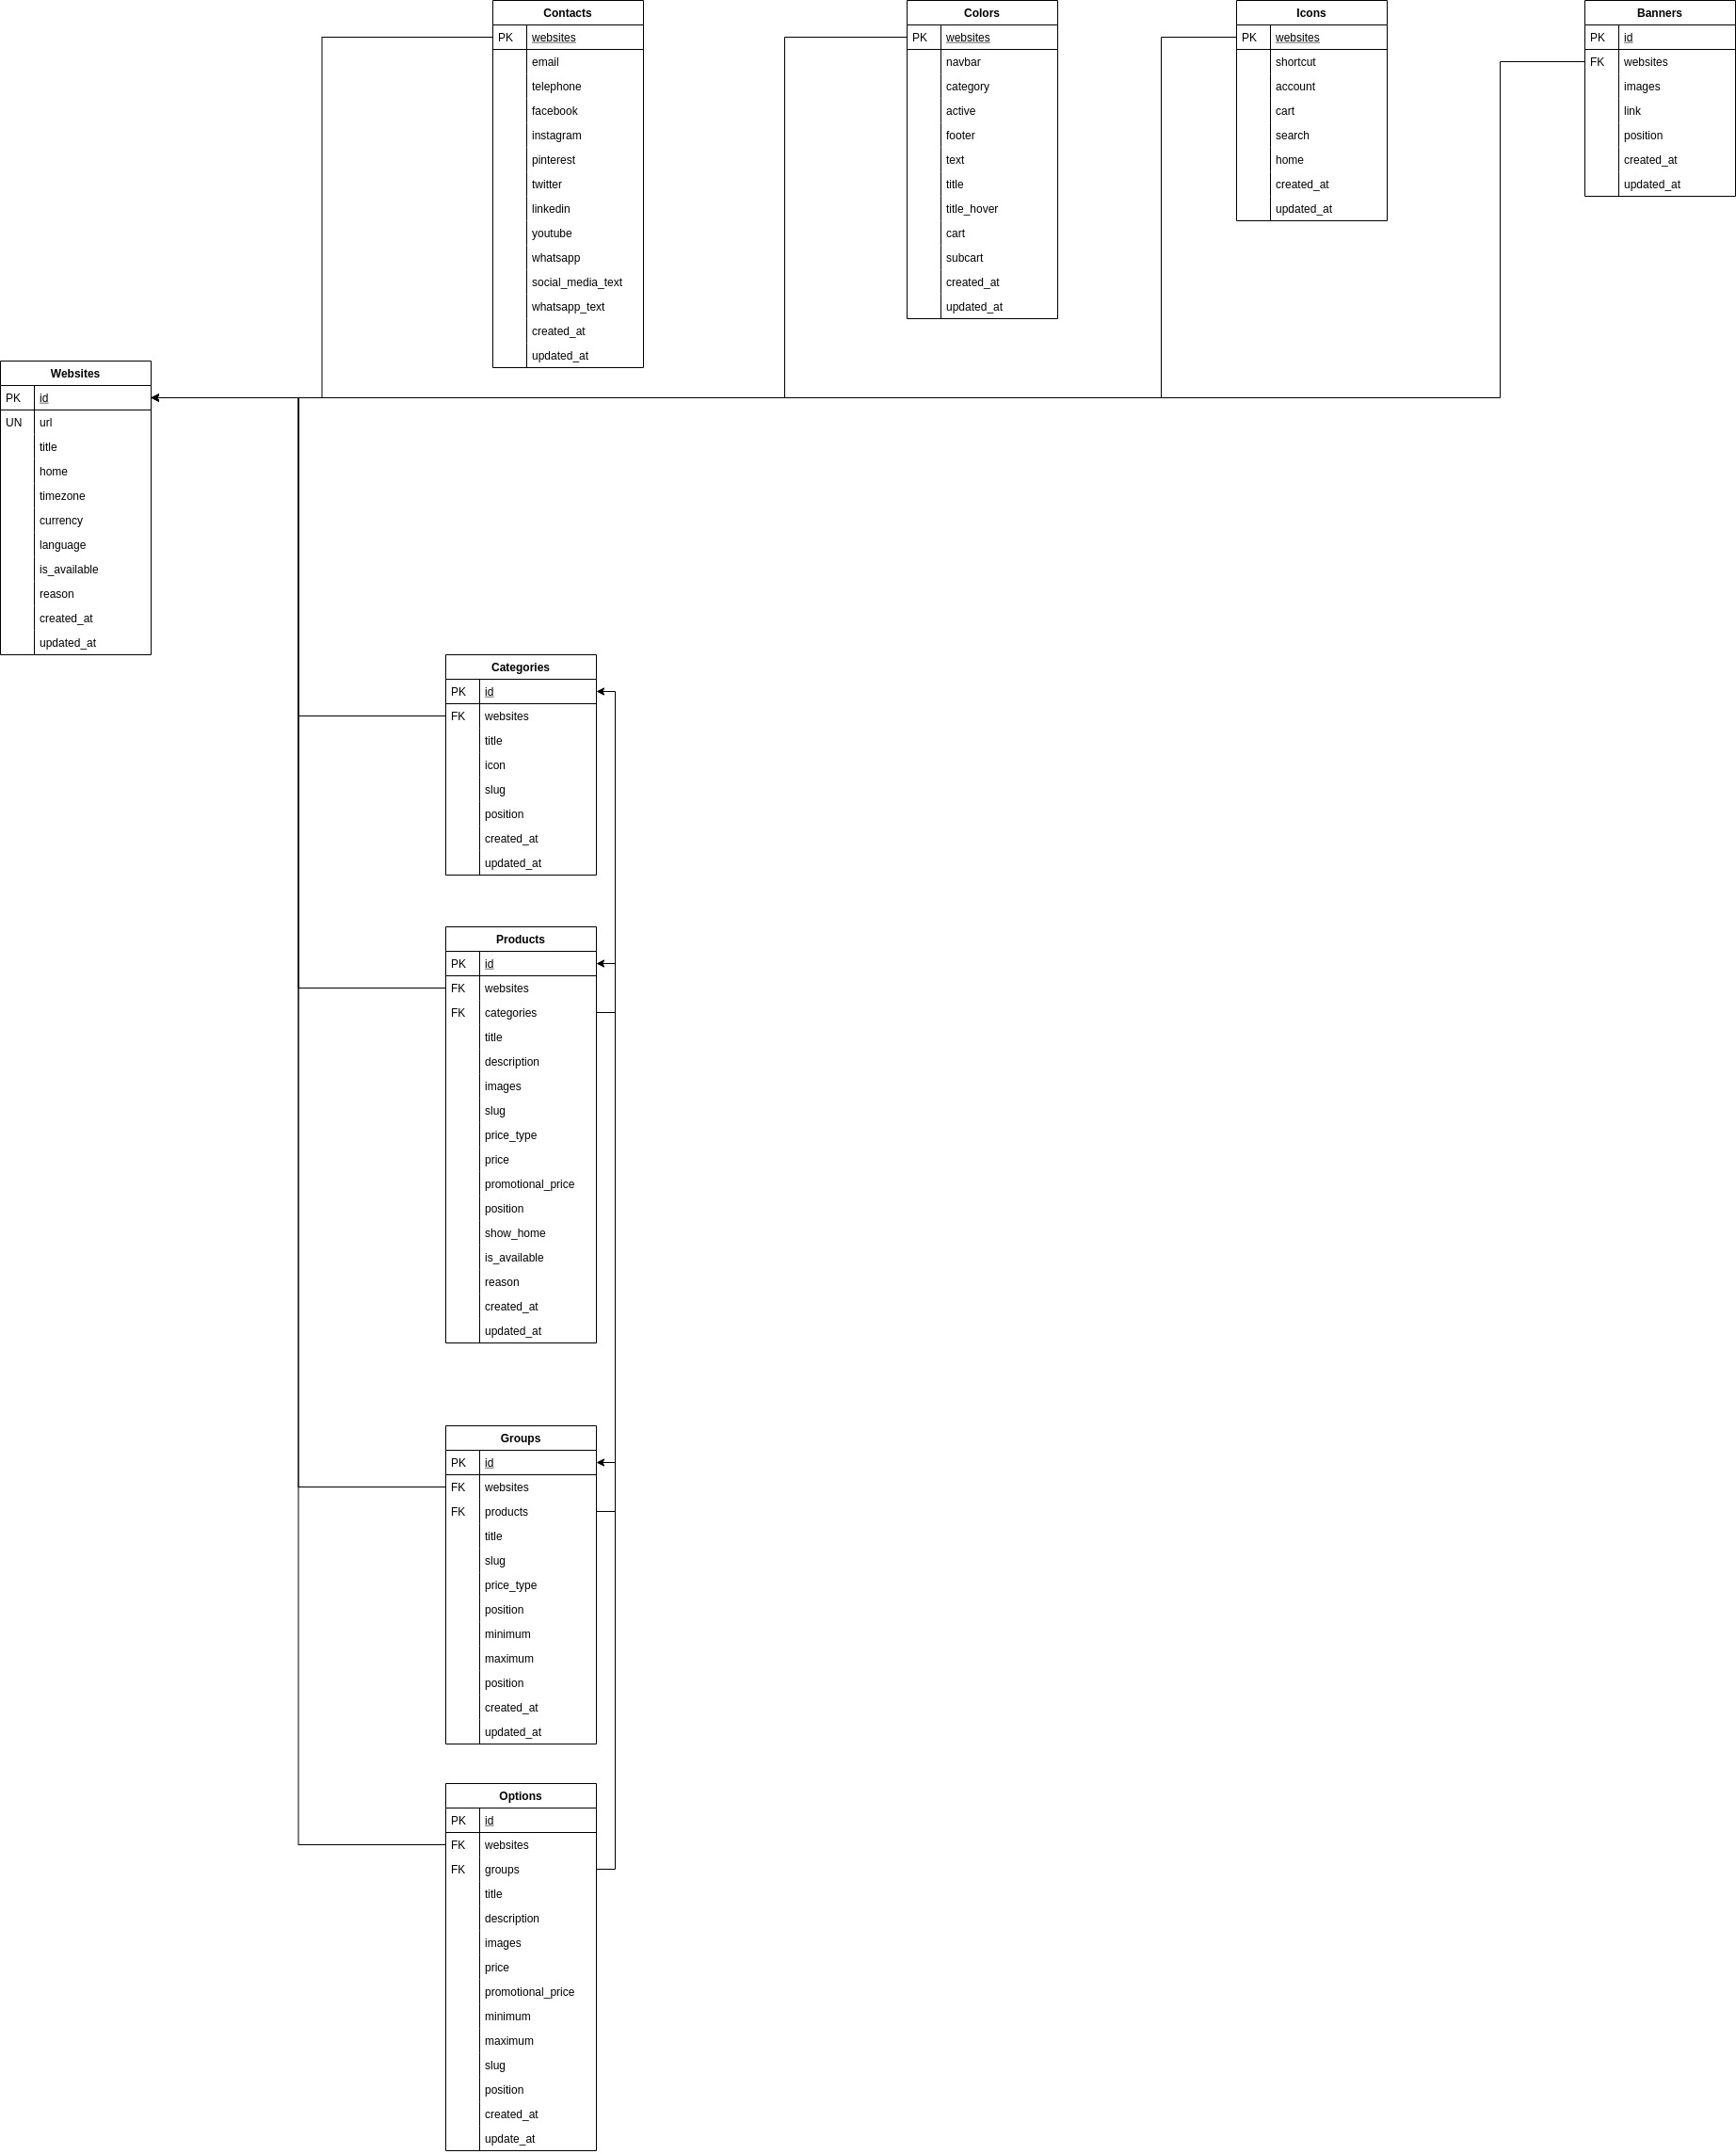 Contacts
PK websites
email
telephone
facebook
instagram
pinterest
twitter
linkedin
youtube
whatsapp
social_media_text
whatsapp_text
created_at
updated_at
Colors
PK websites
navbar
category
active
footer
text
title
title_hover
cart
subcart
created_at
updated_at
Icons
PK websites
shortcut
account
cart
search
home
created_at
updated_at
Banners
PK id
FK websites
images
link
position
created_at
updated_at
Websites
PK id
UN url
title
home
timezone
currency
language
is_available
reason
created_at
updated_at
Categories
PK id
FK websites
title
icon
slug
position
created_at
updated_at
Products
PK id
FK websites
FK categories
title
description
images
slug
price_type
price
promotional_price
position
show_home
is_available
reason
created_at
updated_at
Groups
PK id
FK websites
FK products
title
slug
price_type
position
minimum
maximum
position
created_at
updated_at
Options
PK id
FK websites
FK groups
title
description
images
price
promotional_price
minimum
maximum
slug
position
created_at
update_at